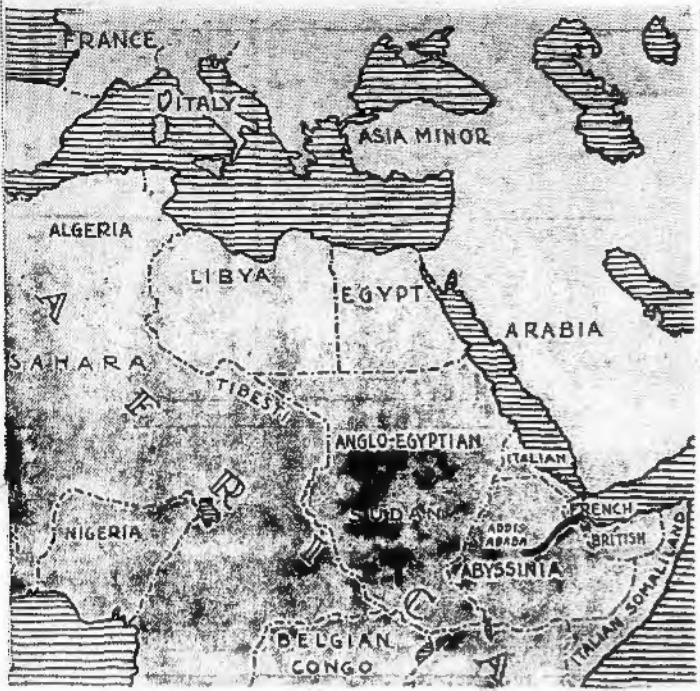 FRANCE
ITALY
ASIA MINOR
ALGERIA
LIBYA
EGYPT
ARABIA
SAHARA
TIBESTI
AFRICA
ANGLO-EGYPTIAN
SUDAN
ITALIAN
NIGERIA
ADDIS
ABABA
FRENCH
BRITISH
ABYSSINIA
ITALIAN SOMALILAND
BELGIAN
CONGO